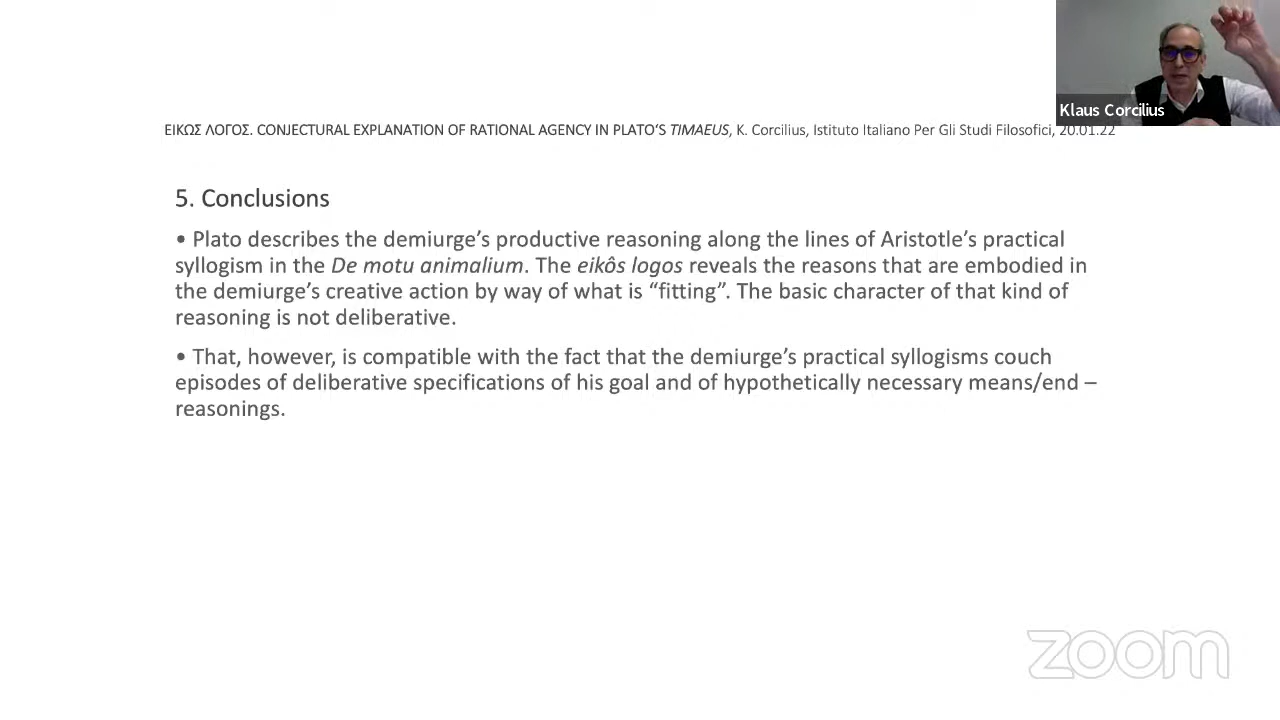 Klaus Corcilius
ΕΙΚΩΣ ΛΟΓΟΣ. CONJECTURAL EXPLANATION OF RATIONAL AGENCY IN PLATO'S TIMAEUS, K. Corcilius, Istituto Italiano Per Gli Studi Filosofici, 20.01.22
5. Conclusions
• Plato describes the demiurge's productive reasoning along the lines of Aristotle's practical
syllogism in the De motu animalium. The eikôs logos reveals the reasons that are embodied in
the demiurge's creative action by way of what is “fitting”. The basic character of that kind of
reasoning is not deliberative.
• That, however, is compatible with the fact that the demiurge's practical syllogisms couch
episodes of deliberative specifications of his goal and of hypothetically necessary means/end –
reasonings.
zoom